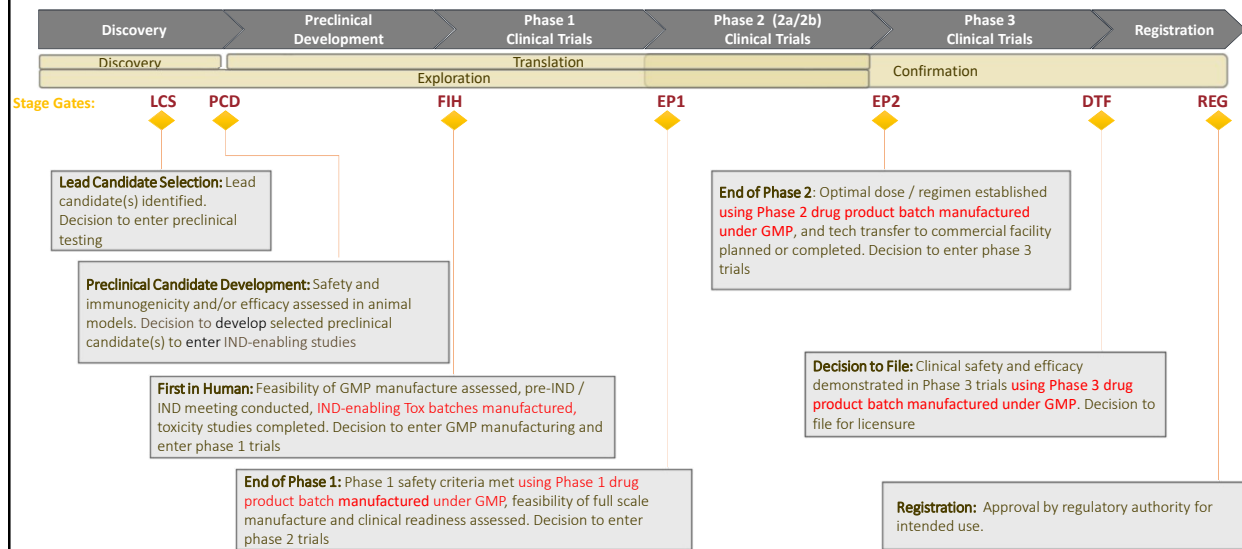 Discovery
Preclinical
Development
Phase 1
Clinical Trials
Phase 2 (2a/2b)
Clinical Trials
Phase 3
Clinical Trials
Registration
Discovery
Translation
Exploration
Confirmation
Stage Gates:
LCS
PCD
FIH
EP1
EP2
DTF
REG
Lead Candidate Selection: Lead
candidate(s) identified.
Decision to enter preclinical
testing
End of Phase 2: Optimal dose / regimen established
using Phase 2 drug product batch manufactured
under GMP, and tech transfer to commercial facility
planned or completed. Decision to enter phase 3
trials
Preclinical Candidate Development: Safety and
immunogenicity and/or efficacy assessed in animal
models. Decision to develop selected preclinical
candidate(s) to enter IND-enabling studies
Decision to File: Clinical safety and efficacy
demonstrated in Phase 3 trials using Phase 3 drug
product batch manufactured under GMP. Decision to
file for licensure
First in Human: Feasibility of GMP manufacture assessed, pre-IND /
IND meeting conducted, IND-enabling Tox batches manufactured,
toxicity studies completed. Decision to enter GMP manufacturing and
enter phase 1 trials
End of Phase 1: Phase 1 safety criteria met using Phase 1 drug
product batch manufactured under GMP, feasibility of full scale
manufacture and clinical readiness assessed. Decision to enter
phase 2 trials
Registration: Approval by regulatory authority for
intended use.